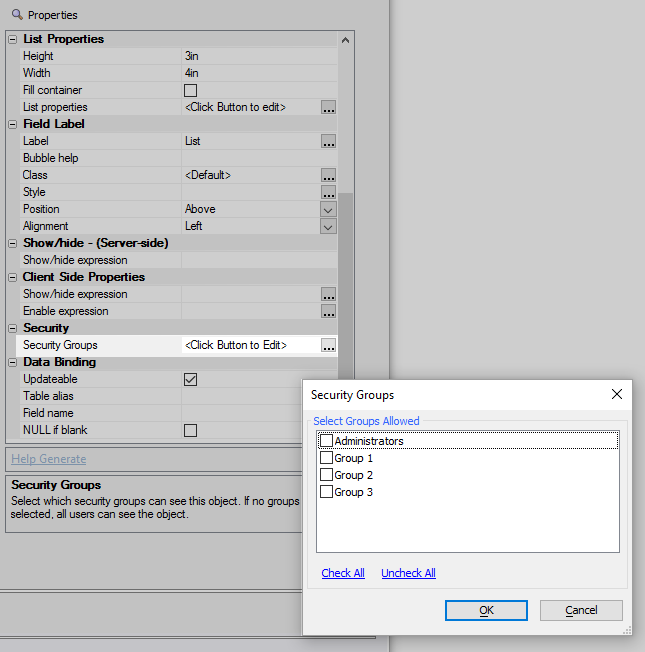 Properties
List Properties
Height 3in
Width 4in
Fill container
List properties <Click Button to edit> ...
Field Label
Label List ...
Bubble help
Class <Default> ...
Style ...
Position Above
Alignment Left
Show/hide - (Server-side)
Show/hide expression
Client Side Properties
Show/hide expression ...
Enable expression ...
Security
Security Groups <Click Button to Edit> ...
Data Binding
Updateable
Table alias
Field name
NULL if blank
Help Generate
Security Groups
Select which security groups can see this object. If no groups
selected, all users can see the object.
Security Groups
Select Groups Allowed
Administrators
Group 1
Group 2
Group 3
Check All Uncheck All
OK Cancel